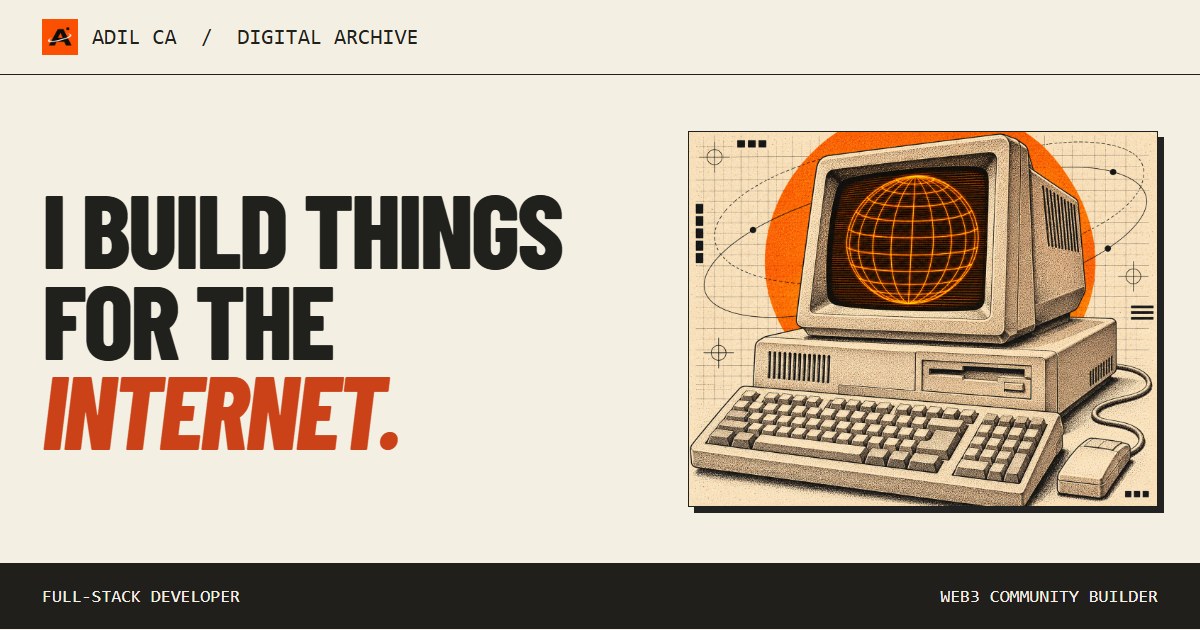 ADIL CA / DIGITAL ARCHIVE
I BUILD THINGS
FOR THE
INTERNET.
FULL-STACK DEVELOPER
WEB3 COMMUNITY BUILDER